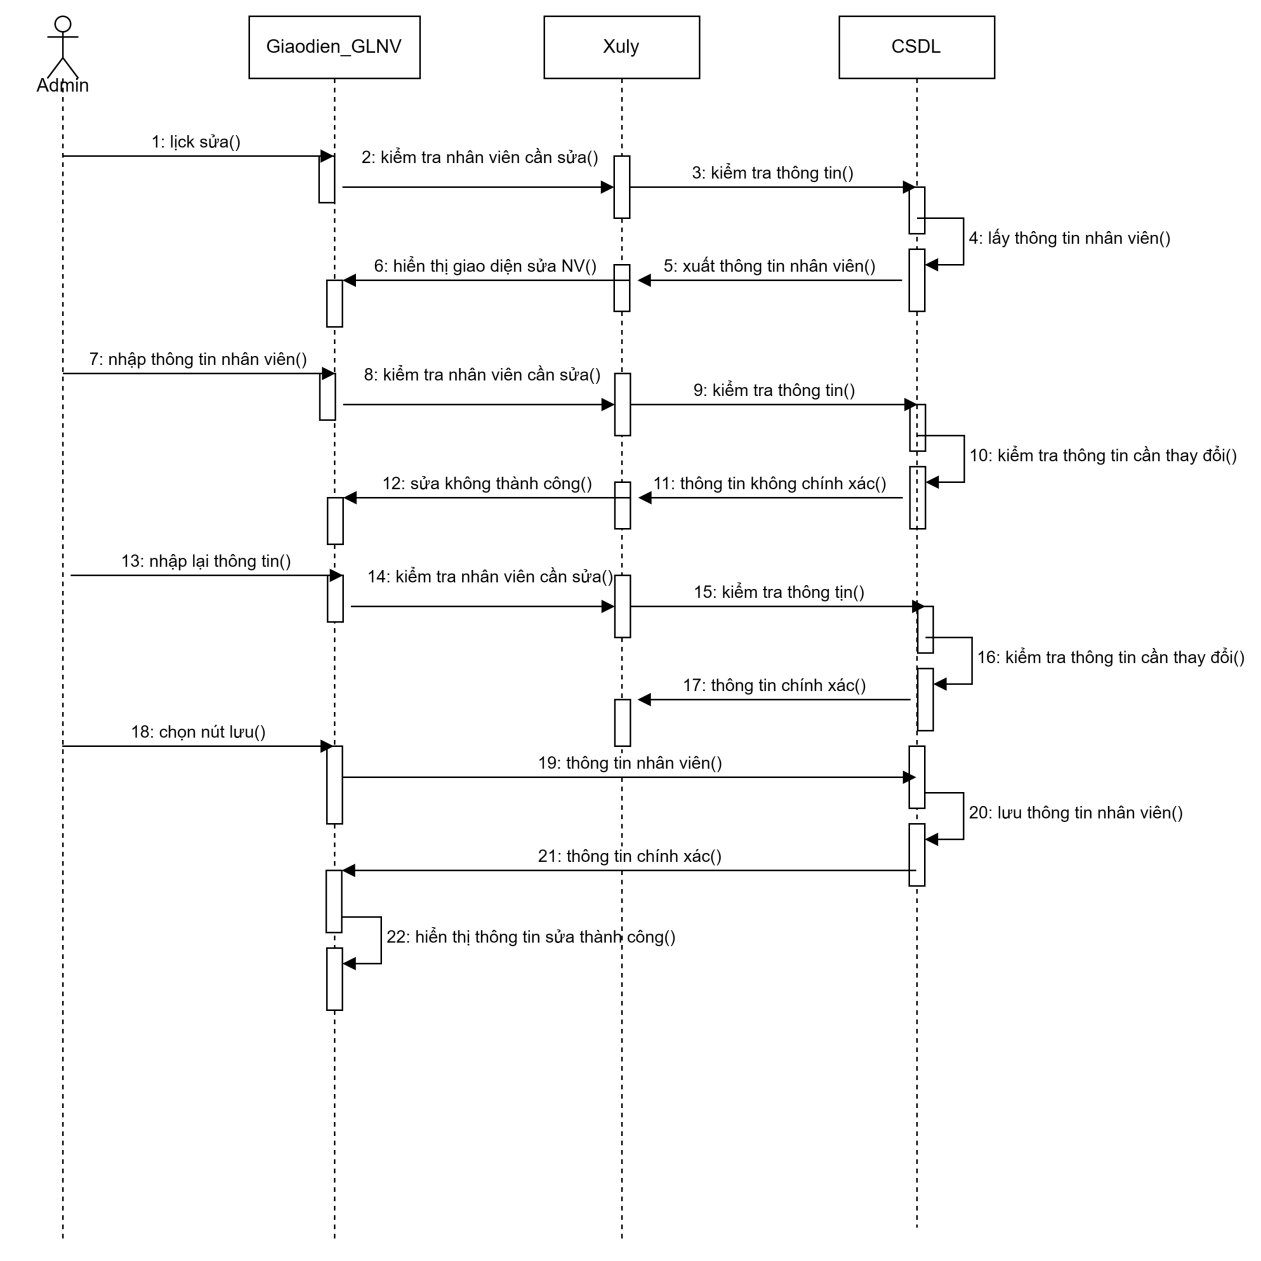 Admin
Giaodien_GLNV
Xuly
CSDL
1: lịck sửa()
2: kiểm tra nhân viên cần sửa()
3: kiểm tra thông tin()
4: lấy thông tin nhân viên()
6: hiển thị giao diện sửa NV()
5: xuất thông tin nhân viên()
7: nhập thông tin nhân viên()
8: kiểm tra nhân viên cần sửa()
9: kiểm tra thông tin()
10: kiểm tra thông tin cần thay đổi()
12: sửa không thành công()
11: thông tin không chính xác()
13: nhập lại thông tin()
14: kiểm tra nhân viên cần sửa()
15: kiểm tra thông tịn()
16: kiểm tra thông tin cần thay đổi()
17: thông tin chính xác()
18: chọn nút lưu()
19: thông tin nhân viên()
20: lưu thông tin nhân viên()
21: thông tin chính xác()
22: hiển thị thông tin sửa thành công()